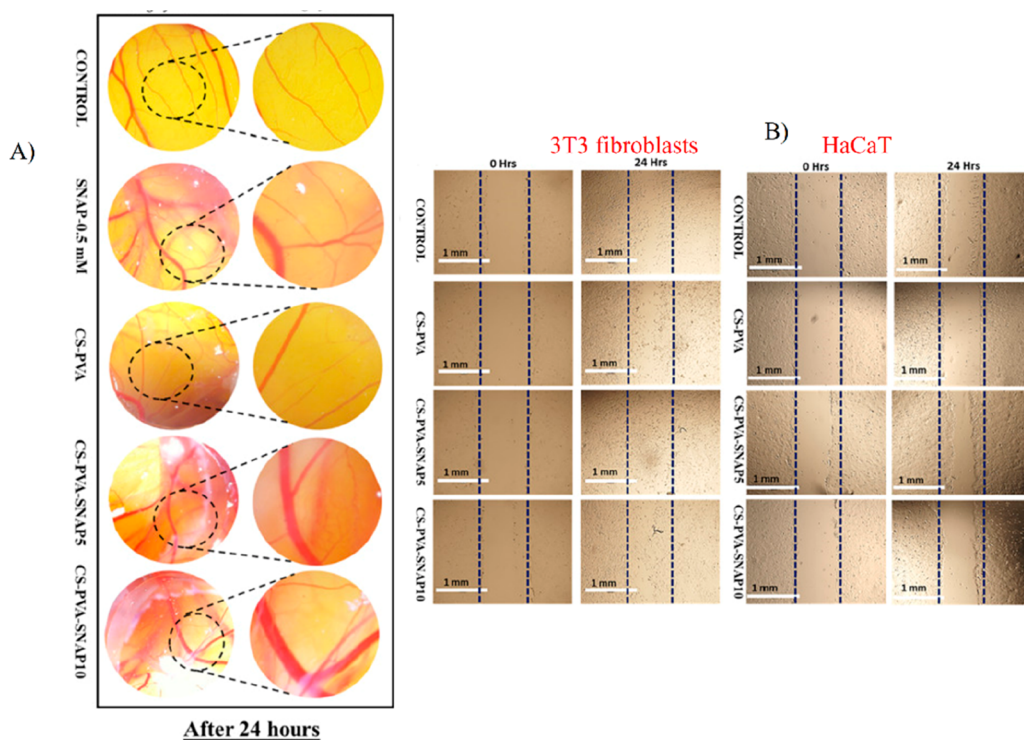 A)
CONTROL
SNAP-0.5 mM
CS-PVA
CS-PVA-SNAP5
CS-PVA-SNAP10
After 24 hours
B)
3T3 fibroblasts
HaCaT
0 Hrs
24 Hrs
0 Hrs
24 Hrs
CONTROL
1 mm
1 mm
CONTROL
1 mm
1 mm
CS-PVA
1 mm
1 mm
CS-PVA
1 mm
1 mm
CS-PVA-SNAP5
1 mm
1 mm
CS-PVA-SNAP5
1 mm
1 mm
CS-PVA-SNAP10
1 mm
1 mm
CS-PVA-SNAP10
1 mm
1 mm